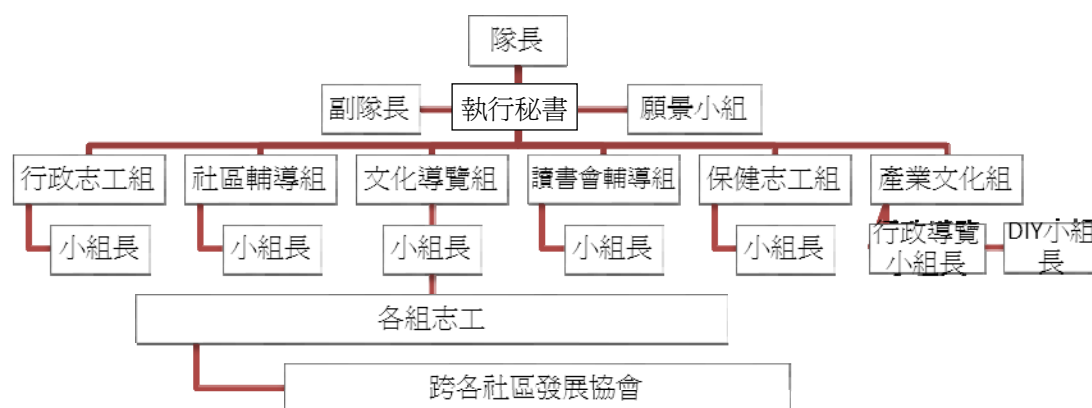 隊長
副隊長
執行秘書
願景小組
行政志工組
社區輔導組
文化導覽組
讀書會輔導組
保健志工組
產業文化組
小組長
小組長
小組長
小組長
小組長
行政導覽
小組長
DIY小組
長
各組志工
跨各社區發展協會